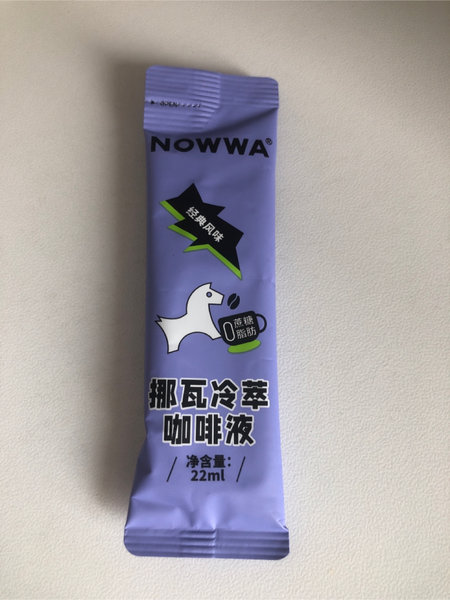 NOWWA®
经典风味
0蔗糖
脂肪
挪瓦冷萃
咖啡液
净含量:
22ml